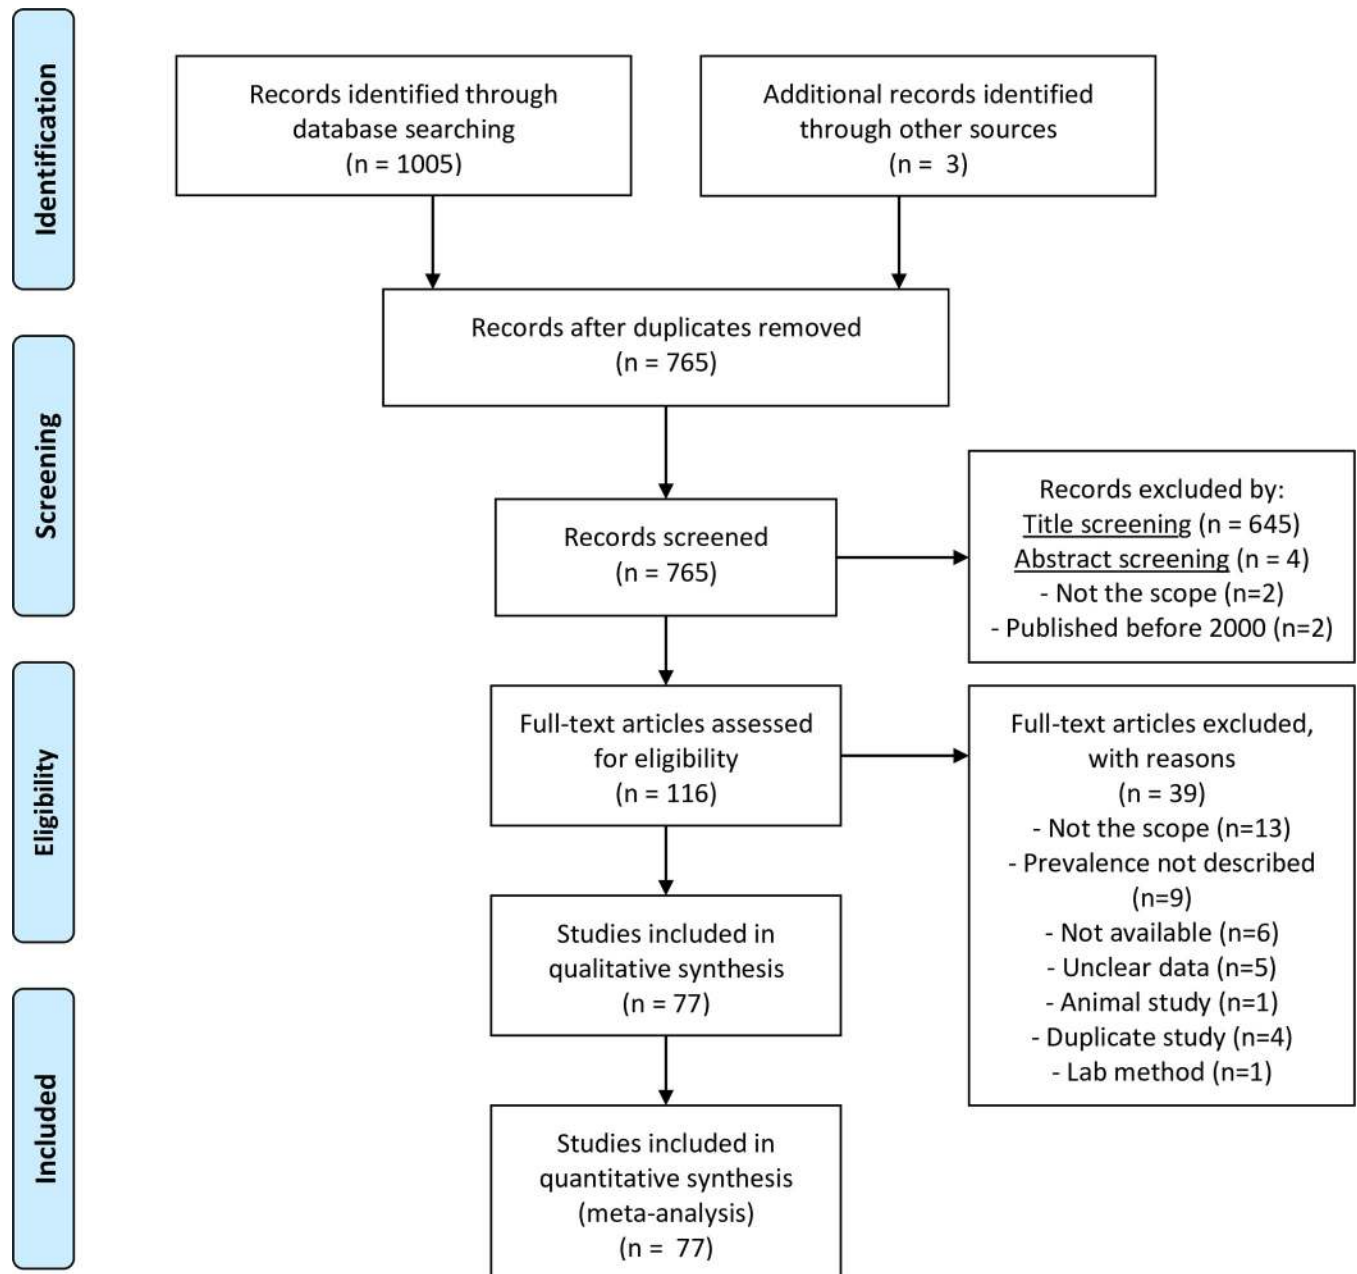 Identification
Records identified through
database searching
(n = 1005)
Additional records identified
through other sources
(n =  3)
Records after duplicates removed
(n = 765)
Screening
Records screened
(n = 765)
Records excluded by:
Title screening (n = 645)
Abstract screening (n = 4)
- Not the scope (n=2)
- Published before 2000 (n=2)
Eligibility
Full-text articles assessed
for eligibility
(n = 116)
Full-text articles excluded,
with reasons
(n = 39)
- Not the scope (n=13)
- Prevalence not described
(n=9)
- Not available (n=6)
- Unclear data (n=5)
- Animal study (n=1)
- Duplicate study (n=4)
- Lab method (n=1)
Studies included in
qualitative synthesis
(n = 77)
Included
Studies included in
quantitative synthesis
(meta-analysis)
(n =  77)